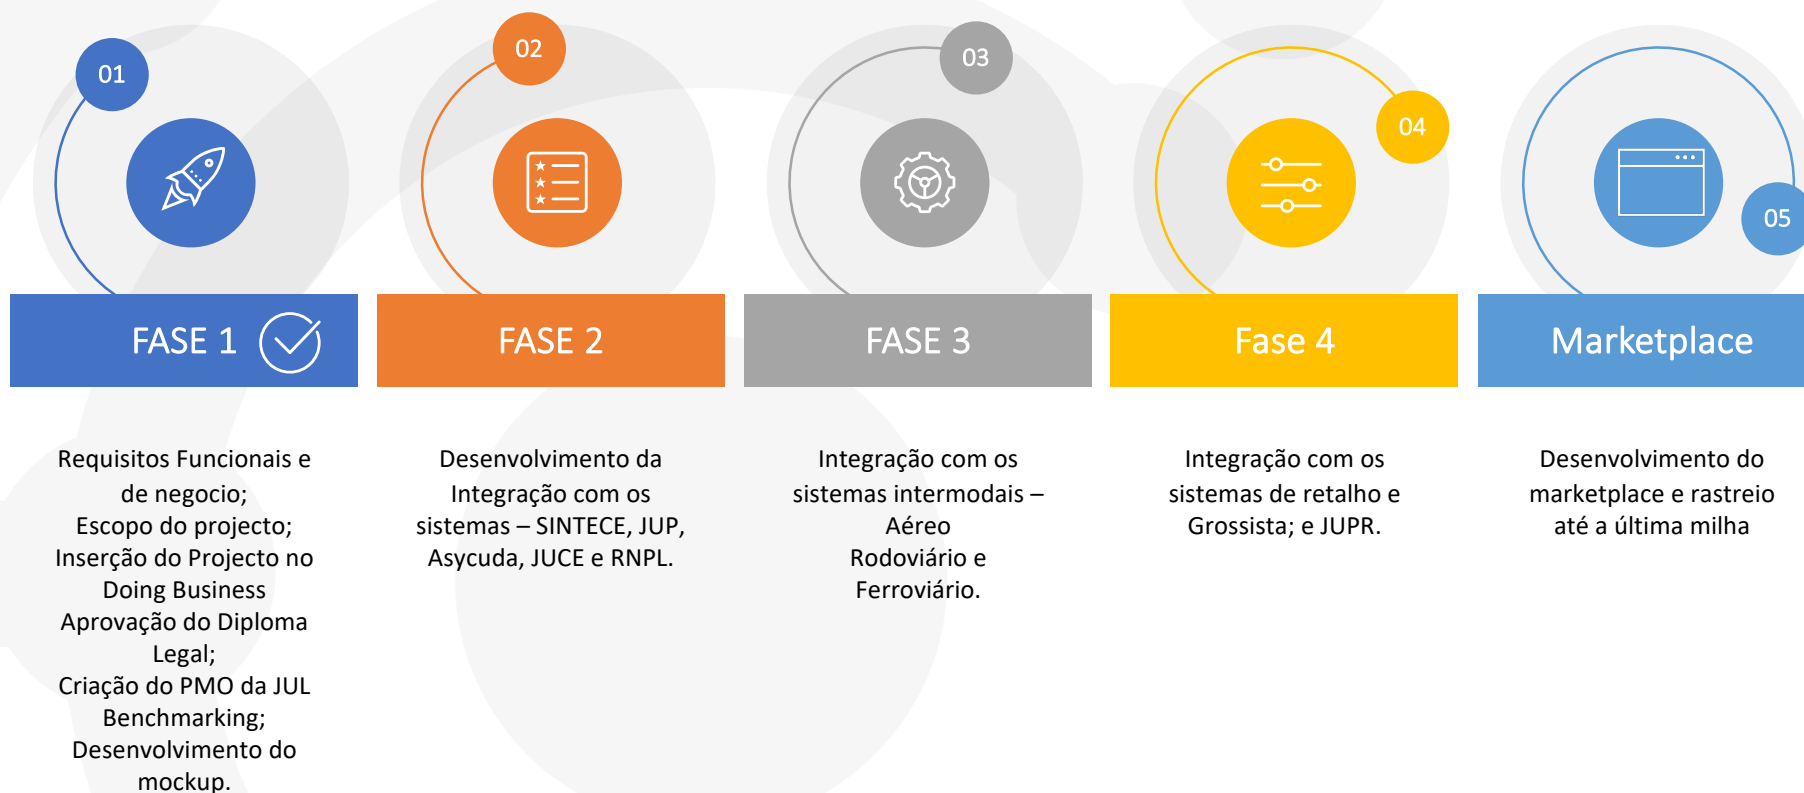 01
02
03
04
05
FASE 1
FASE 2
FASE 3
Fase 4
Marketplace
Requisitos Funcionais e
de negocio;
Escopo do projecto;
Inserção do Projecto no
Doing Business
Aprovação do Diploma
Legal;
Criação do PMO da JUL
Benchmarking;
Desenvolvimento do
mockup.
Desenvolvimento da
Integração com os
sistemas – SINTECE, JUP,
Asycuda, JUCE e RNPL.
Integração com os
sistemas intermodais –
Aéreo
Rodoviário e
Ferroviário.
Integração com os
sistemas de retalho e
Grossista; e JUPR.
Desenvolvimento do
marketplace e rastreio
até a última milha